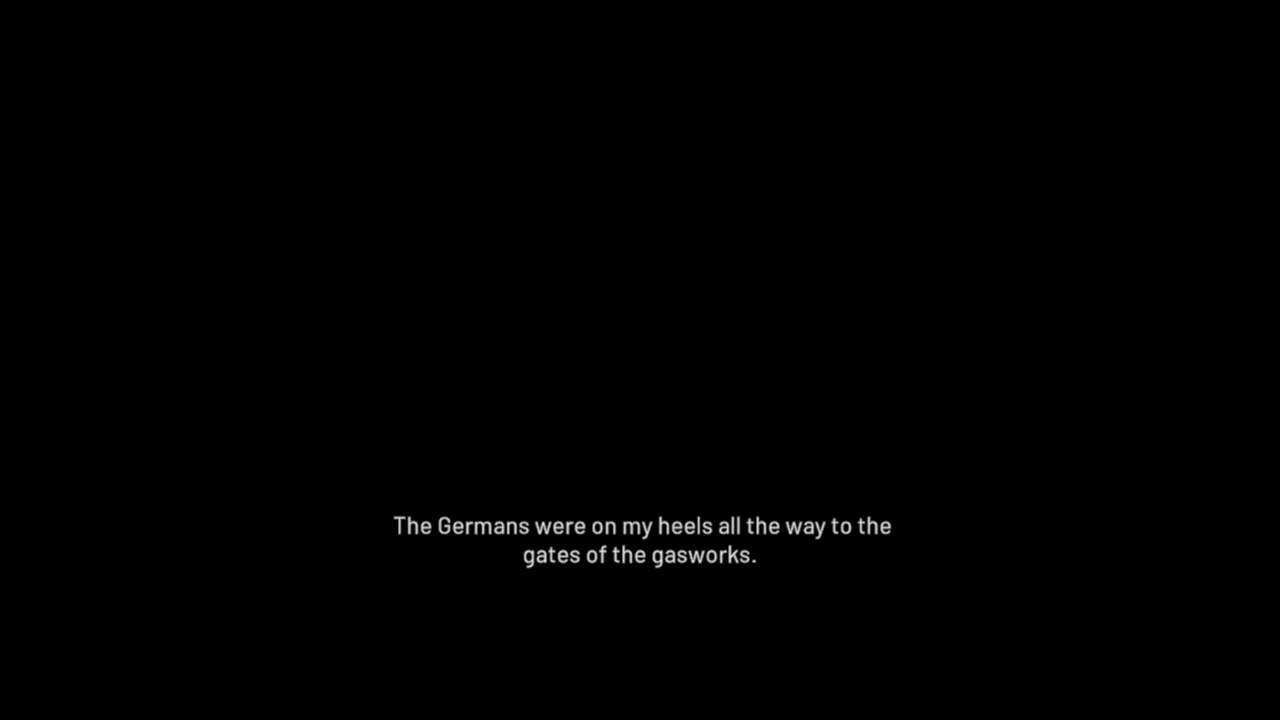 The Germans were on my heels all the way to the
gates of the gasworks.